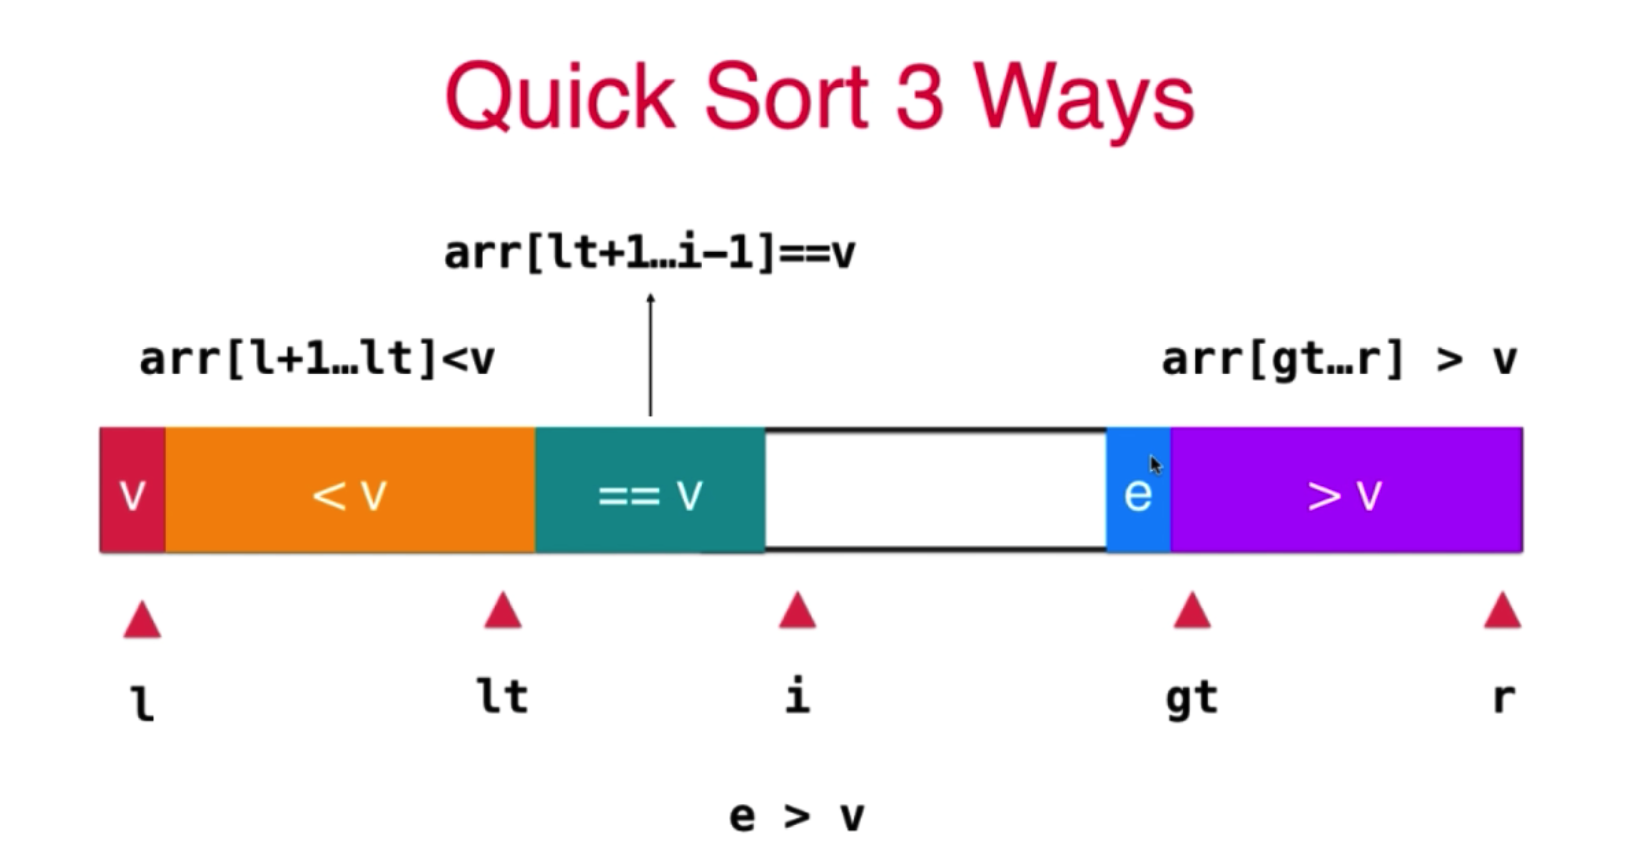 Quick Sort 3 Ways
arr[lt+1…i-1]==v
arr[l+1…lt]<v
arr[gt…r] > v
v
< v
== v
e
> v
l
lt
i
gt
r
e > v